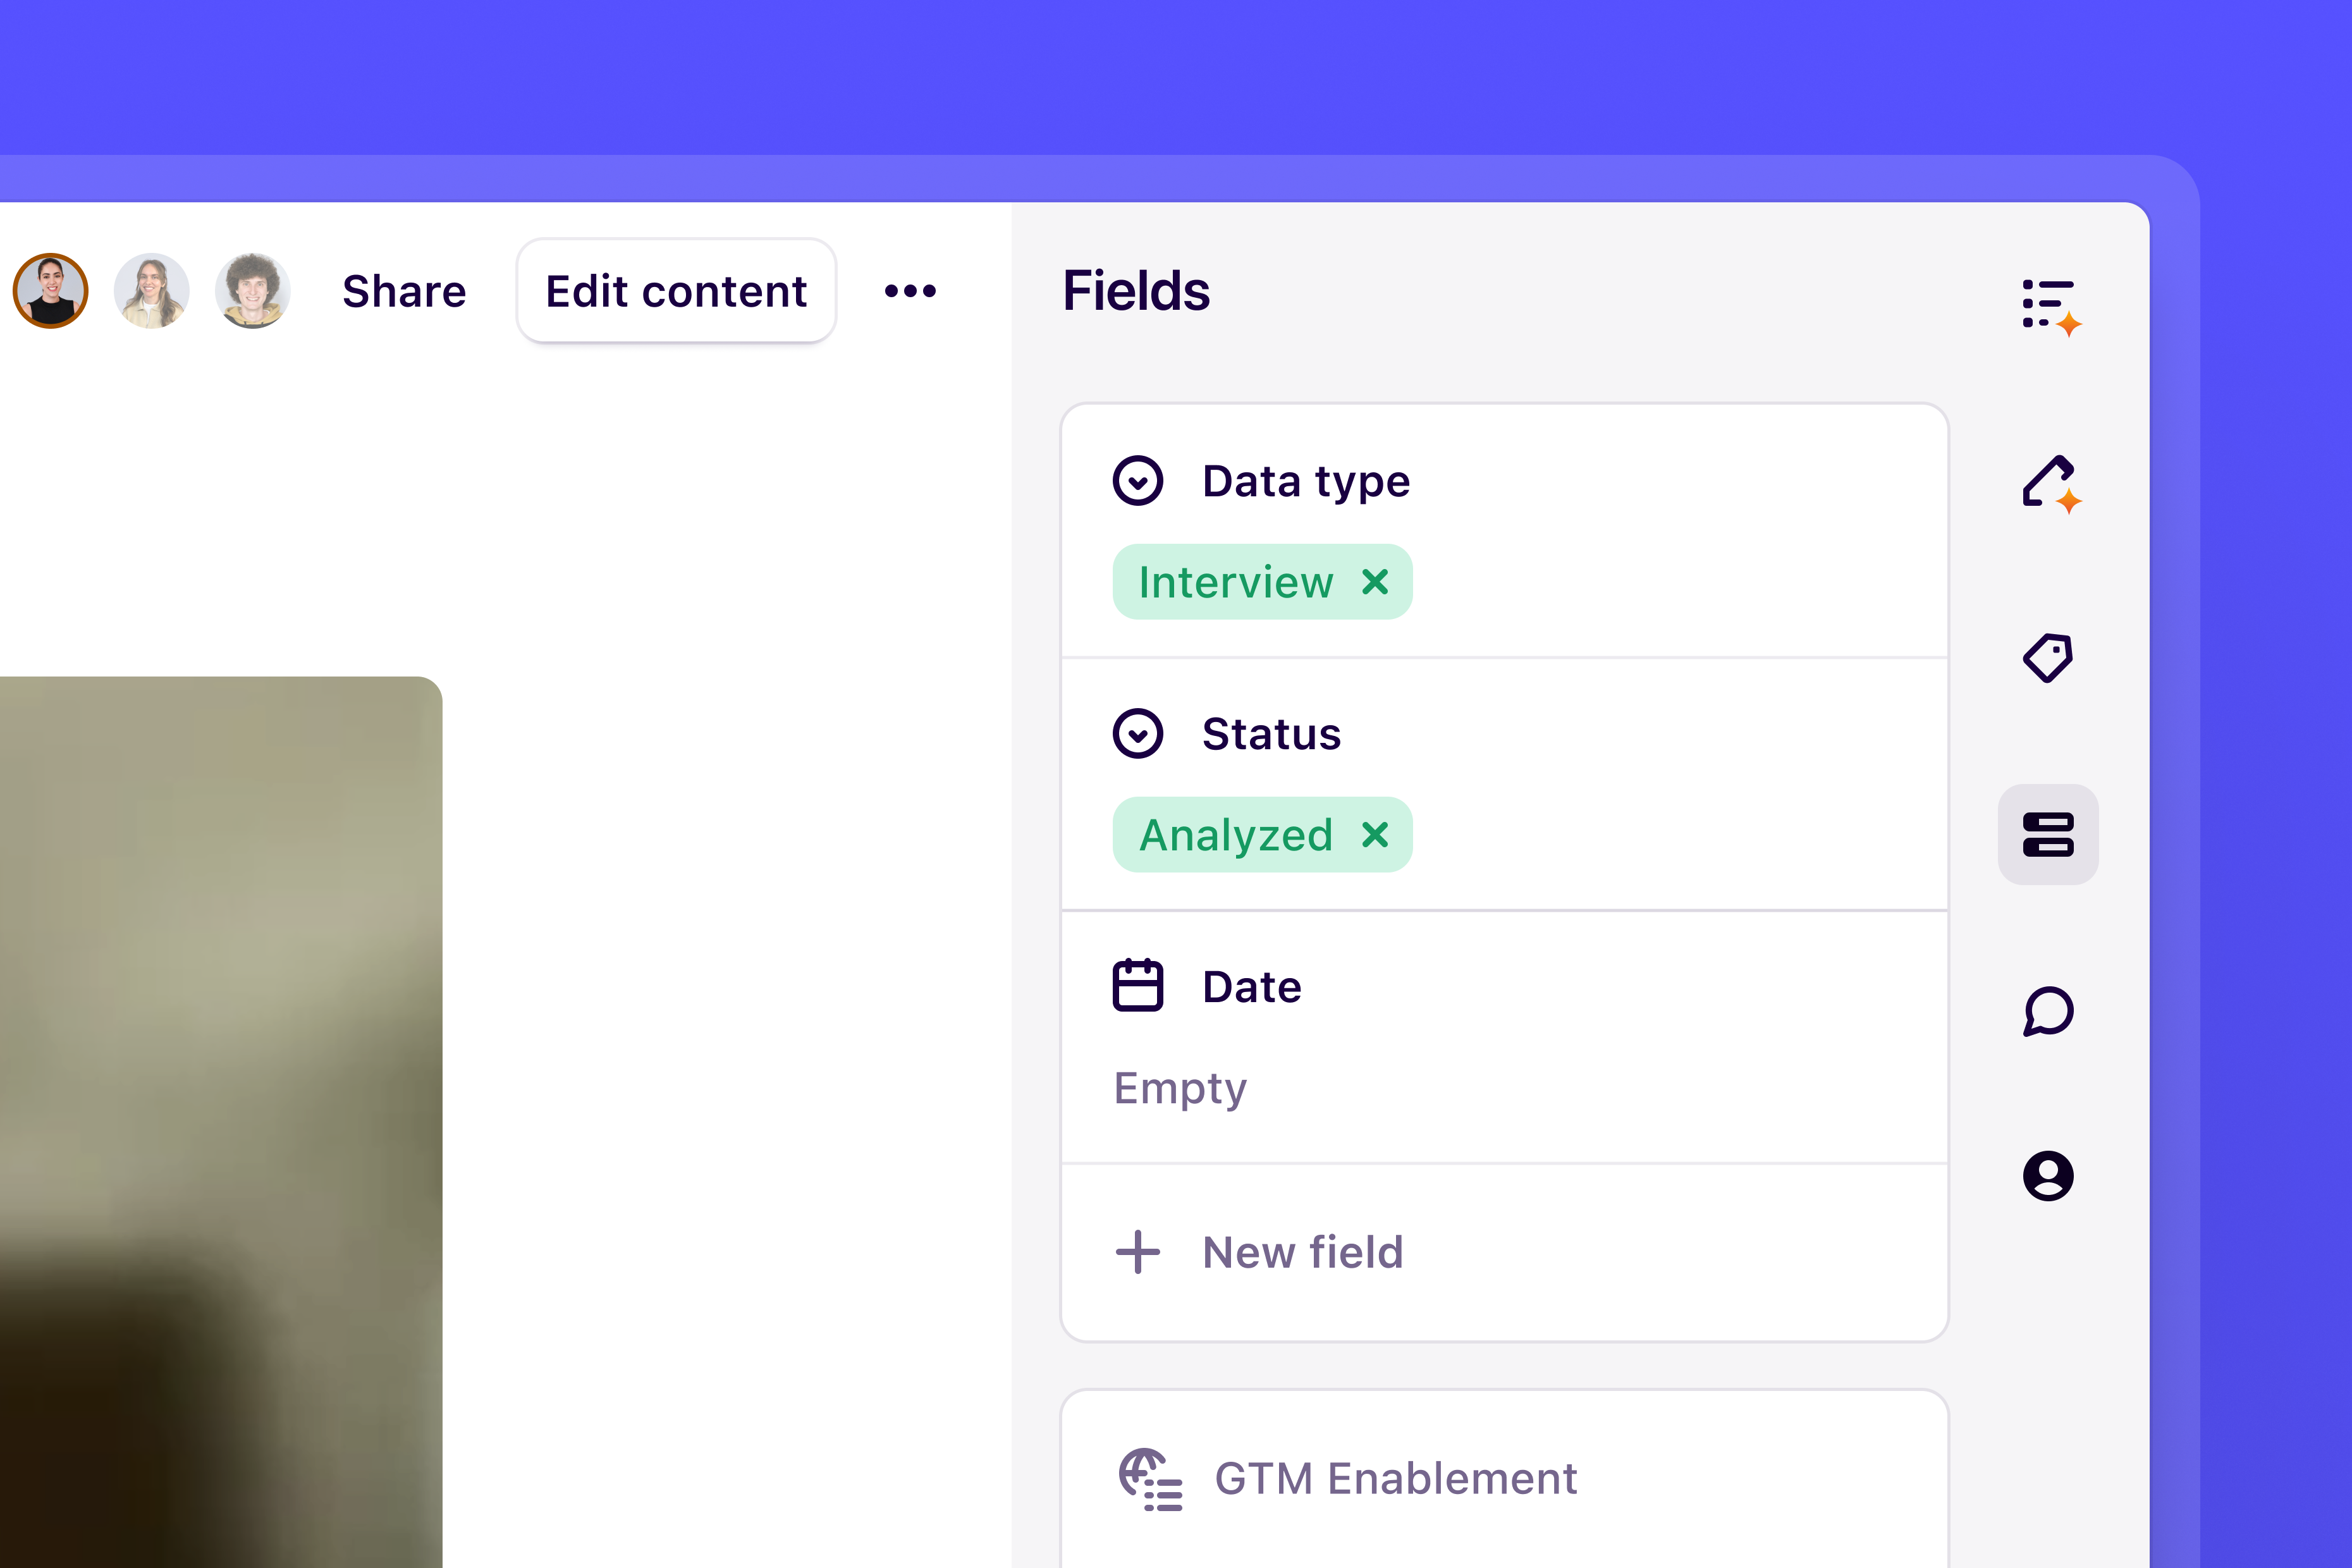 Share
Edit content
Fields
Data type
Interview
Status
Analyzed
Date
Empty
New field
GTM Enablement